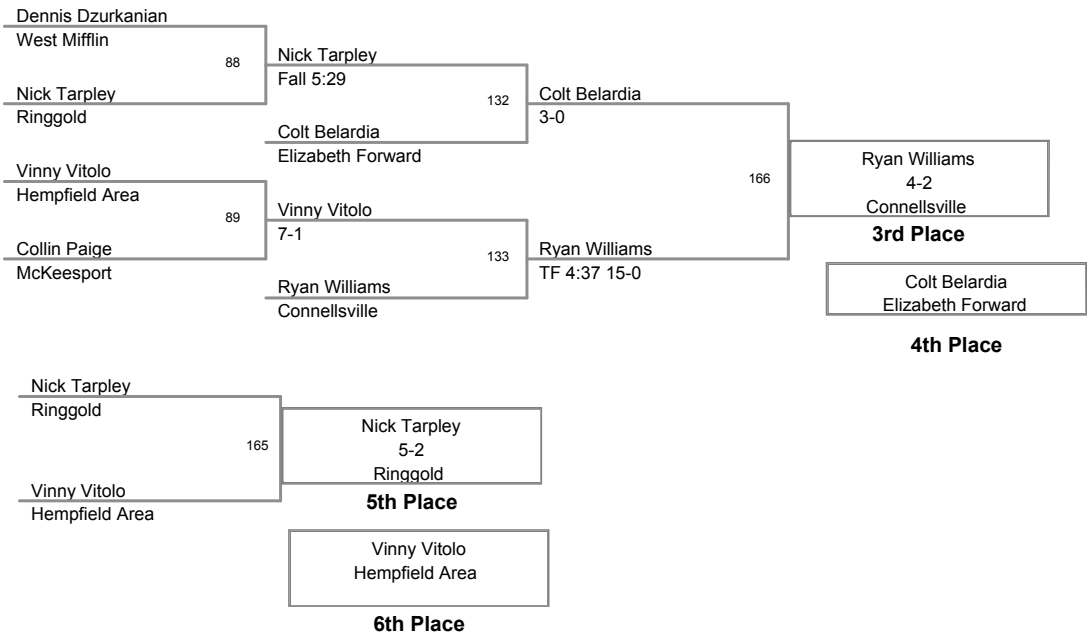 Dennis Dzurkanian
West Mifflin
88
Nick Tarpley
Ringgold
Nick Tarpley
Fall 5:29
132
Colt Belardia
Elizabeth Forward
Colt Belardia
3-0
Vinny Vitolo
Hempfield Area
89
Collin Paige
McKeesport
Vinny Vitolo
7-1
133
Ryan Williams
Connellsville
Ryan Williams
TF 4:37 15-0
166
Ryan Williams
4-2
Connellsville
3rd Place
Colt Belardia
Elizabeth Forward
4th Place
Nick Tarpley
Ringgold
165
Vinny Vitolo
Hempfield Area
Nick Tarpley
5-2
Ringgold
5th Place
Vinny Vitolo
Hempfield Area
6th Place